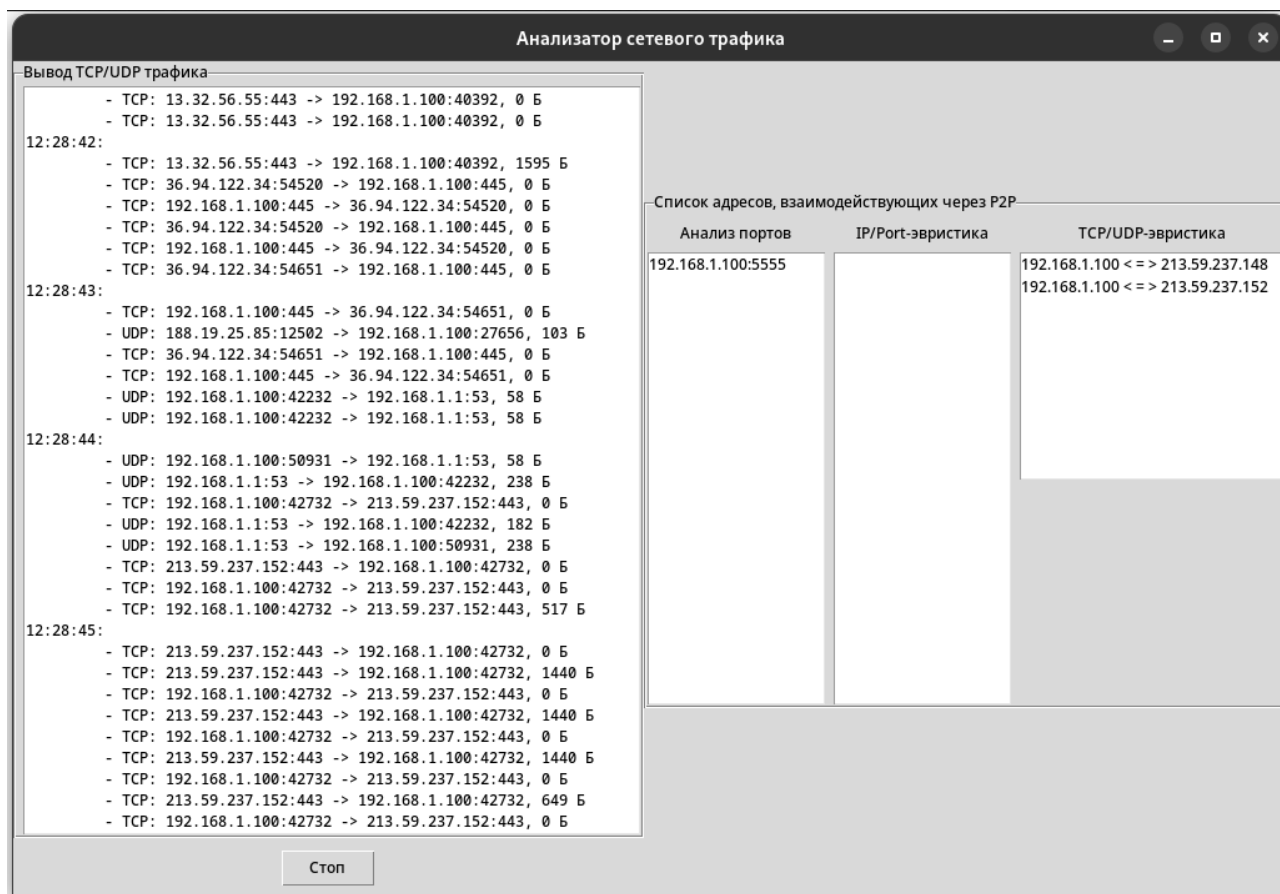 Анализатор сетевого трафика
Вывод TCP/UDP трафика
- TCP: 13.32.56.55:443 -> 192.168.1.100:40392, 0 Б
- TCP: 13.32.56.55:443 -> 192.168.1.100:40392, 0 Б
12:28:42:
- TCP: 13.32.56.55:443 -> 192.168.1.100:40392, 1595 Б
- TCP: 36.94.122.34:54520 -> 192.168.1.100:445, 0 Б
- TCP: 192.168.1.100:445 -> 36.94.122.34:54520, 0 Б
- TCP: 36.94.122.34:54520 -> 192.168.1.100:445, 0 Б
- TCP: 192.168.1.100:445 -> 36.94.122.34:54520, 0 Б
- TCP: 36.94.122.34:54651 -> 192.168.1.100:445, 0 Б
12:28:43:
- TCP: 192.168.1.100:445 -> 36.94.122.34:54651, 0 Б
- UDP: 188.19.25.85:12502 -> 192.168.1.100:27656, 103 Б
- TCP: 36.94.122.34:54651 -> 192.168.1.100:445, 0 Б
- TCP: 192.168.1.100:445 -> 36.94.122.34:54651, 0 Б
- UDP: 192.168.1.100:42232 -> 192.168.1.1:53, 58 Б
- UDP: 192.168.1.100:42232 -> 192.168.1.1:53, 58 Б
12:28:44:
- UDP: 192.168.1.100:50931 -> 192.168.1.1:53, 58 Б
- UDP: 192.168.1.1:53 -> 192.168.1.100:42232, 238 Б
- TCP: 192.168.1.100:42732 -> 213.59.237.152:443, 0 Б
- UDP: 192.168.1.1:53 -> 192.168.1.100:42232, 182 Б
- UDP: 192.168.1.1:53 -> 192.168.1.100:50931, 238 Б
- TCP: 213.59.237.152:443 -> 192.168.1.100:42732, 0 Б
- TCP: 192.168.1.100:42732 -> 213.59.237.152:443, 0 Б
- TCP: 192.168.1.100:42732 -> 213.59.237.152:443, 517 Б
12:28:45:
- TCP: 213.59.237.152:443 -> 192.168.1.100:42732, 0 Б
- TCP: 213.59.237.152:443 -> 192.168.1.100:42732, 1440 Б
- TCP: 192.168.1.100:42732 -> 213.59.237.152:443, 0 Б
- TCP: 213.59.237.152:443 -> 192.168.1.100:42732, 1440 Б
- TCP: 192.168.1.100:42732 -> 213.59.237.152:443, 0 Б
- TCP: 213.59.237.152:443 -> 192.168.1.100:42732, 1440 Б
- TCP: 192.168.1.100:42732 -> 213.59.237.152:443, 0 Б
- TCP: 213.59.237.152:443 -> 192.168.1.100:42732, 649 Б
- TCP: 192.168.1.100:42732 -> 213.59.237.152:443, 0 Б
Стоп
Список адресов, взаимодействующих через P2P
Анализ портов
192.168.1.100:5555
IP/Port-эвристика
TCP/UDP-эвристика
192.168.1.100 < = > 213.59.237.148
192.168.1.100 < = > 213.59.237.152